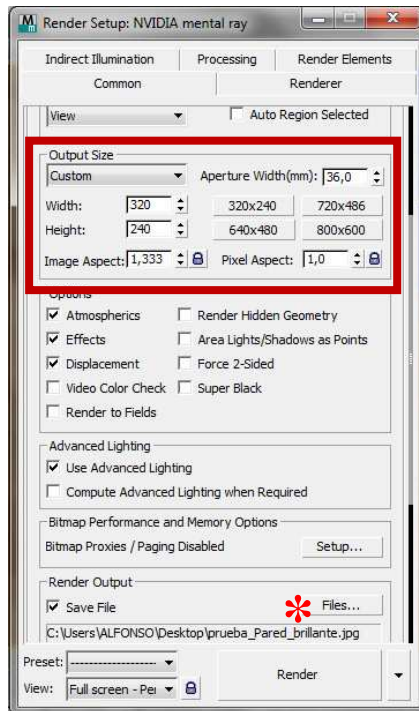 Render Setup: NVIDIA mental ray
Indirect Illumination Processing Render Elements
Common Renderer
View Auto Region Selected
Output Size
Custom Aperture Width(mm): 36,0
Width: 320 320x240 720x486
Height: 240 640x480 800x600
Image Aspect: 1,333 Pixel Aspect: 1,0
Options
Atmospherics Render Hidden Geometry
Effects Area Lights/Shadows as Points
Displacement Force 2-Sided
Video Color Check Super Black
Render to Fields
Advanced Lighting
Use Advanced Lighting
Compute Advanced Lighting when Required
Bitmap Performance and Memory Options
Bitmap Proxies / Paging Disabled Setup...
Render Output
Save File * Files...
C:\Users\ALFONSO\Desktop\prueba_Pared_brillante.jpg
Preset: -------------------- 
View: Full screen - Per Render